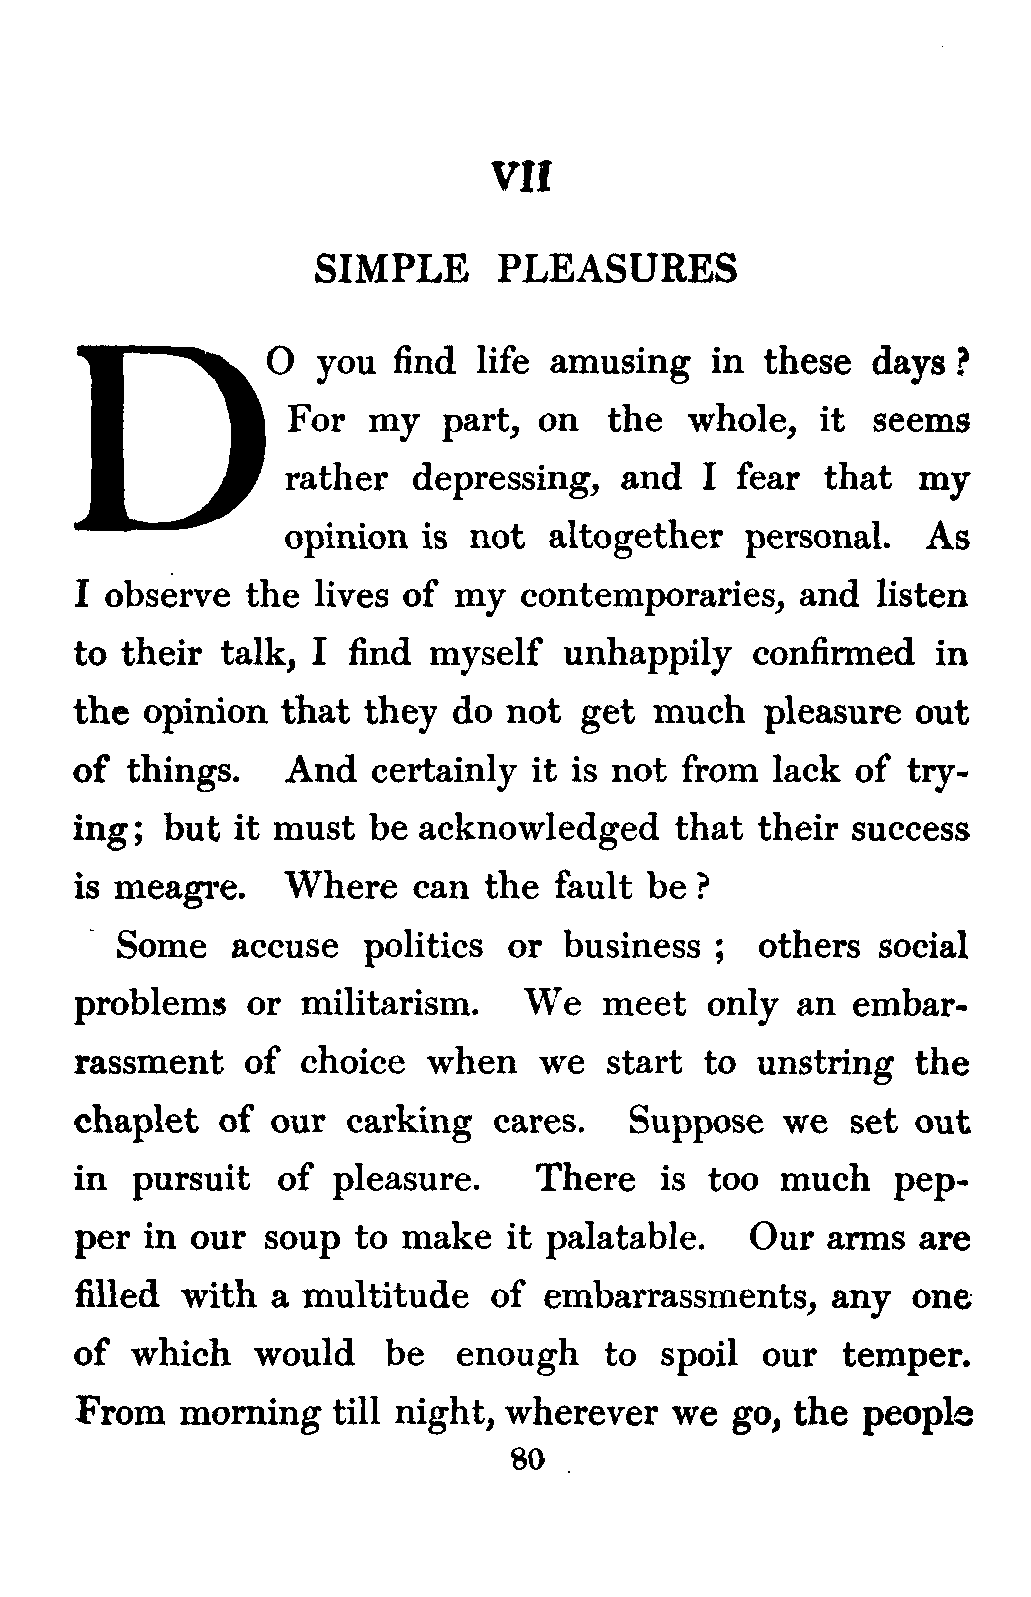 VII
SIMPLE PLEASURES
DO you find life amusing in these days ?
For my part, on the whole, it seems
rather depressing, and I fear that my
opinion is not altogether personal. As
I observe the lives of my contemporaries, and listen
to their talk, I find myself unhappily confirmed in
the opinion that they do not get much pleasure out
of things. And certainly it is not from lack of try-
ing; but it must be acknowledged that their success
is meagre. Where can the fault be ?
Some accuse politics or business ; others social
problems or militarism. We meet only an embar-
rassment of choice when we start to unstring the
chaplet of our carking cares. Suppose we set out
in pursuit of pleasure. There is too much pep-
per in our soup to make it palatable. Our arms are
filled with a multitude of embarrassments, any one
of which would be enough to spoil our temper.
From morning till night, wherever we go, the people
80